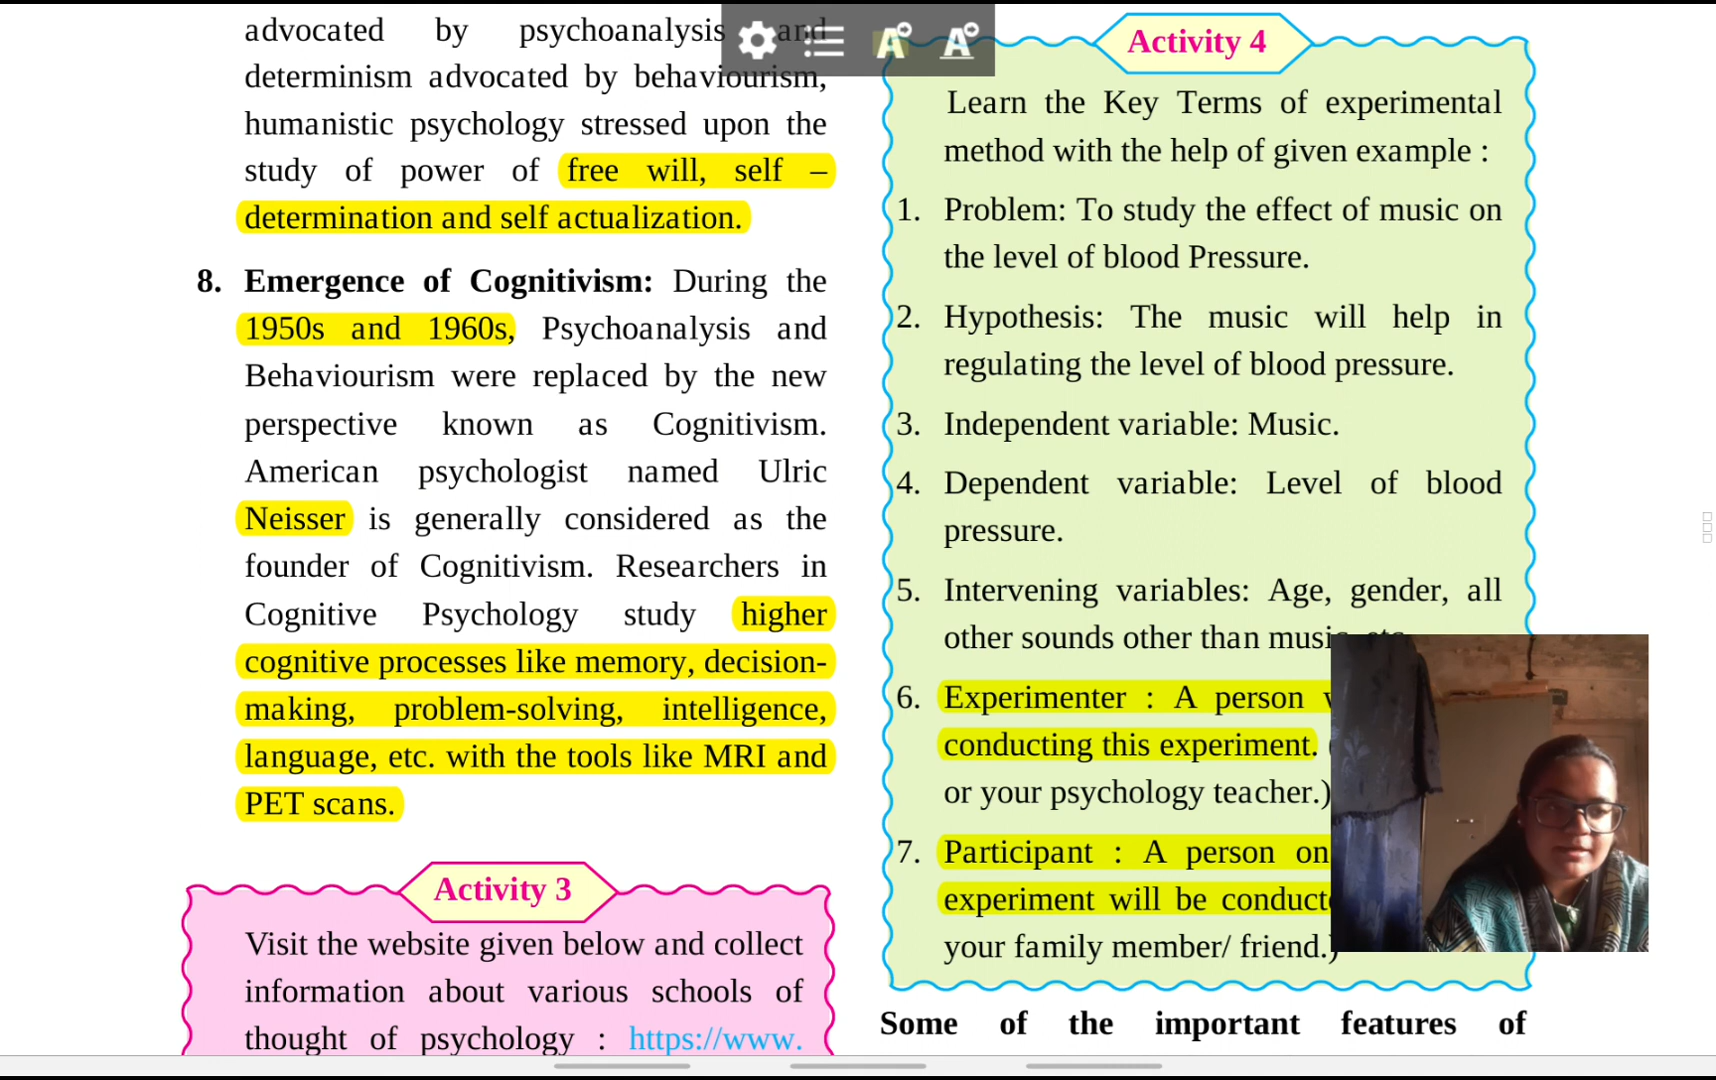 advocated by psychoanalysis and
determinism advocated by behaviourism,
humanistic psychology stressed upon the
study of power of free will, self –
determination and self actualization.
8. Emergence of Cognitivism: During the
1950s and 1960s, Psychoanalysis and
Behaviourism were replaced by the new
perspective known as Cognitivism.
American psychologist named Ulric
Neisser is generally considered as the
founder of Cognitivism. Researchers in
Cognitive Psychology study higher
cognitive processes like memory, decision-
making, problem-solving, intelligence,
language, etc. with the tools like MRI and
PET scans.
Activity 3
Visit the website given below and collect
information about various schools of
thought of psychology : https://www.
Activity 4
Learn the Key Terms of experimental
method with the help of given example :
1. Problem: To study the effect of music on
the level of blood Pressure.
2. Hypothesis: The music will help in
regulating the level of blood pressure.
3. Independent variable: Music.
4. Dependent variable: Level of blood
pressure.
5. Intervening variables: Age, gender, all
other sounds other than music, etc.
6. Experimenter : A person
conducting this experiment.
or your psychology teacher.)
7. Participant : A person on
experiment will be
your family member/ friend.)
Some of the important features of